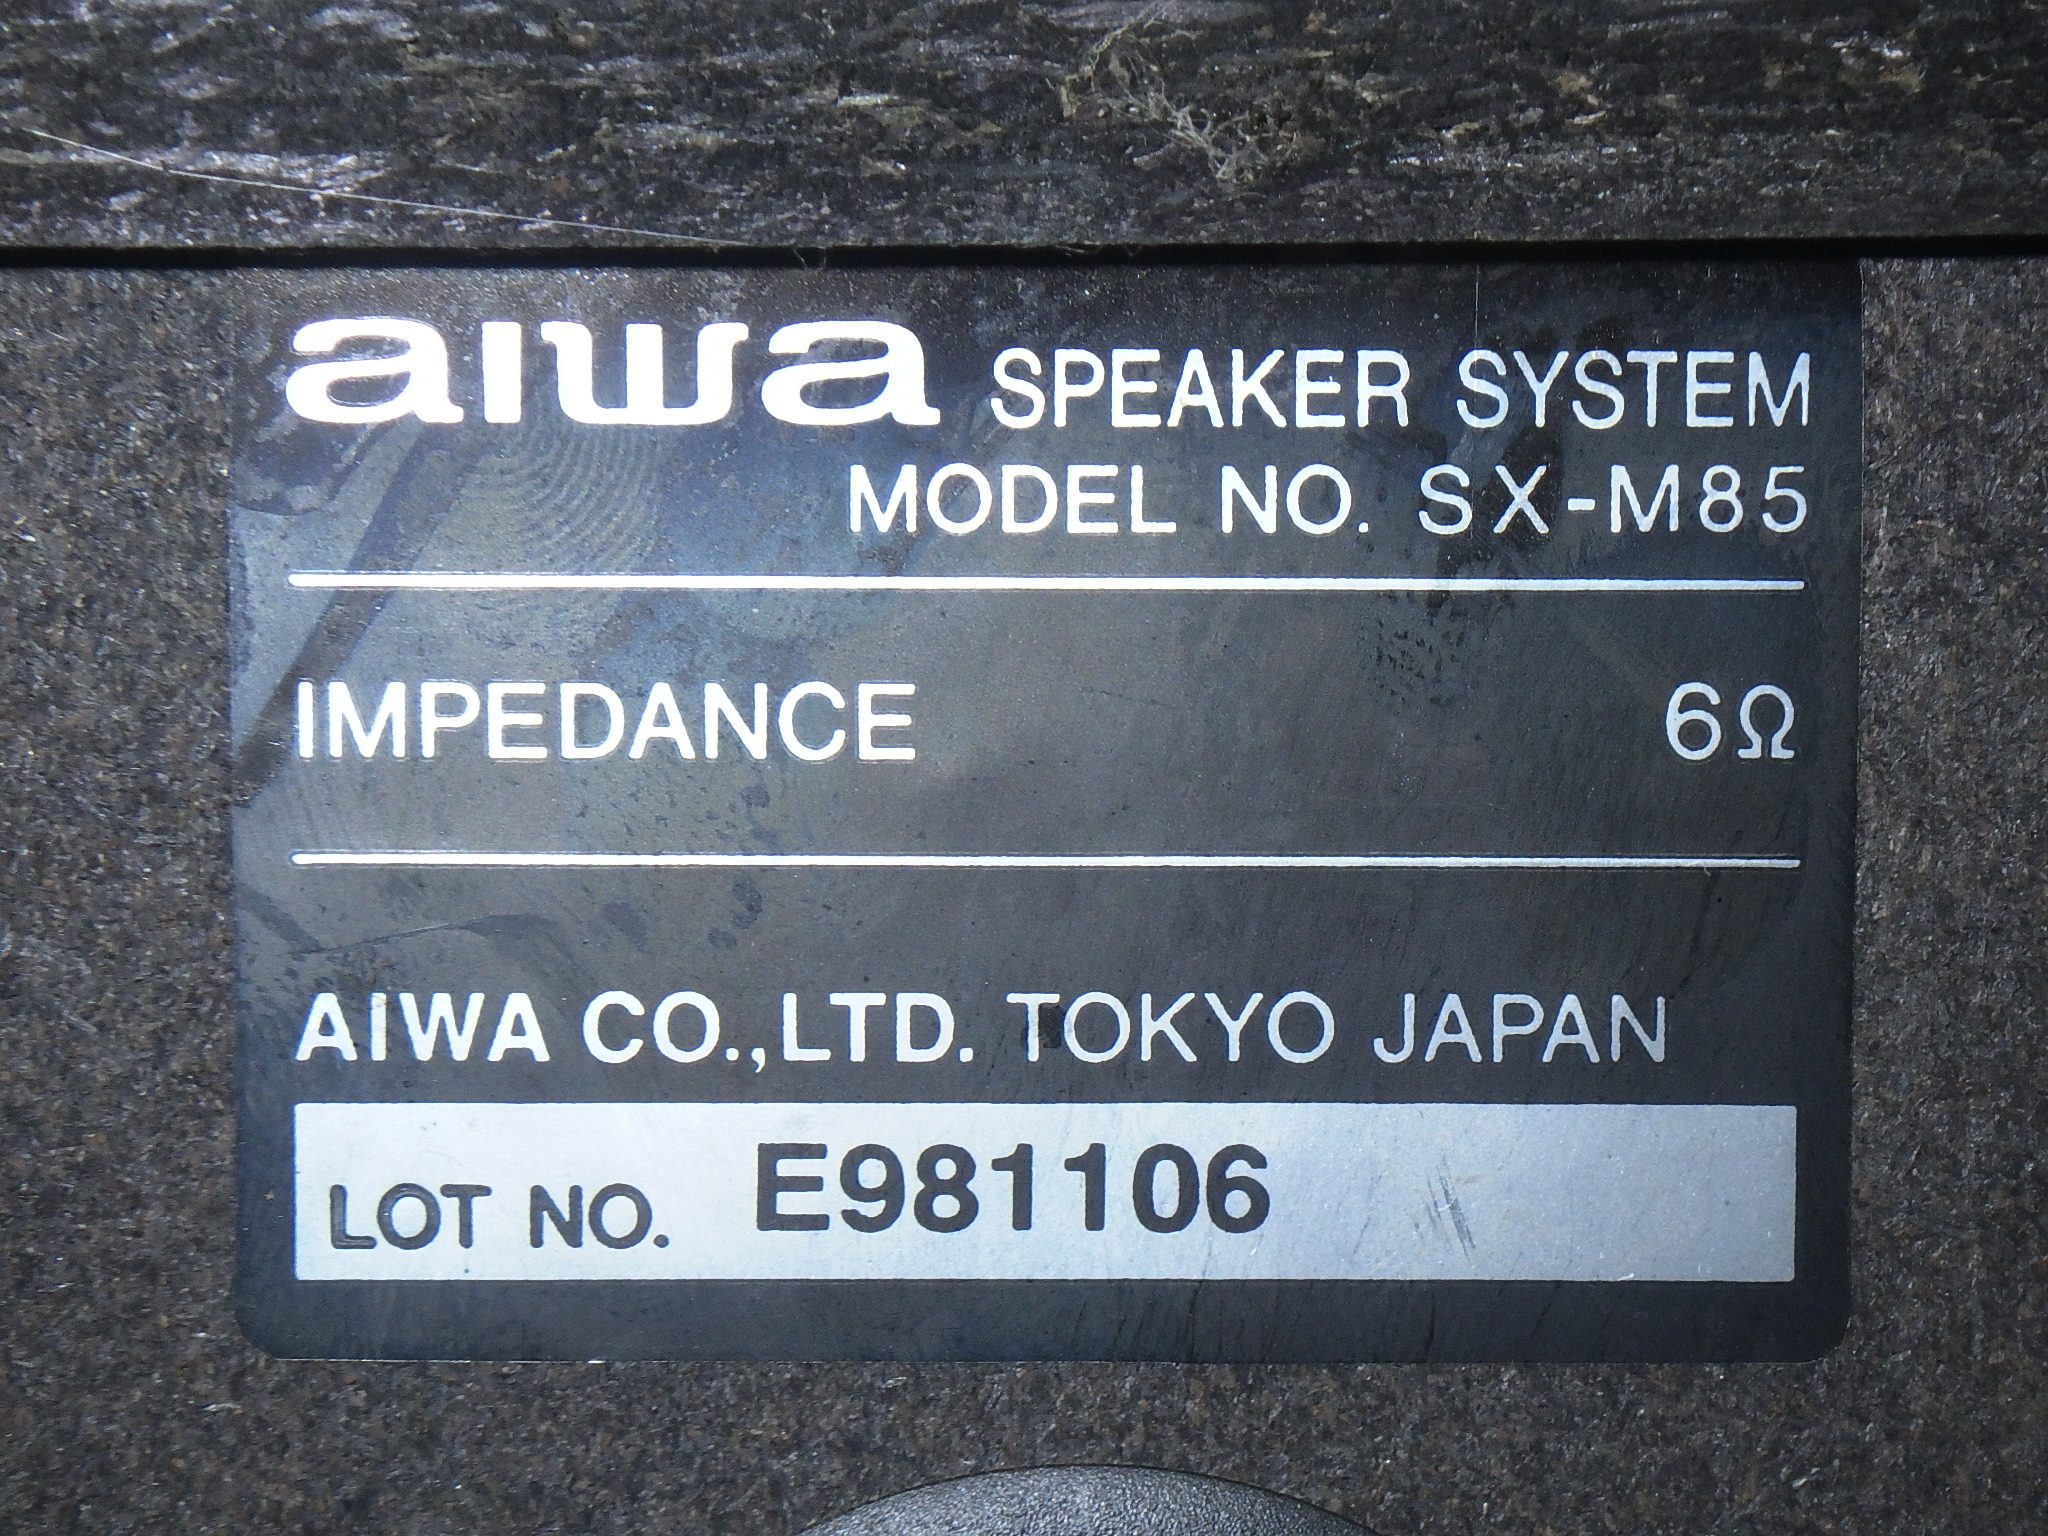 aiwa SPEAKER SYSTEM
MODEL NO. SX-M85
IMPEDANCE 6Ω
AIWA CO.,LTD. TOKYO JAPAN
LOT NO. E981106